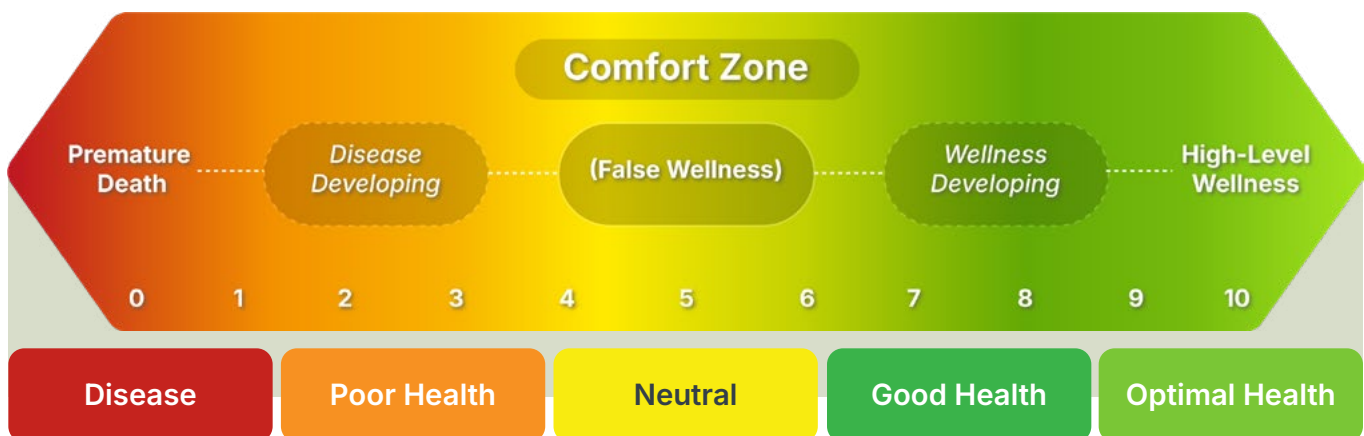 Comfort Zone
Premature
Death
Disease
Developing
(False Wellness)
Wellness
Developing
High-Level
Wellness
0 1 2 3 4 5 6 7 8 9 10
Disease Poor Health Neutral Good Health Optimal Health